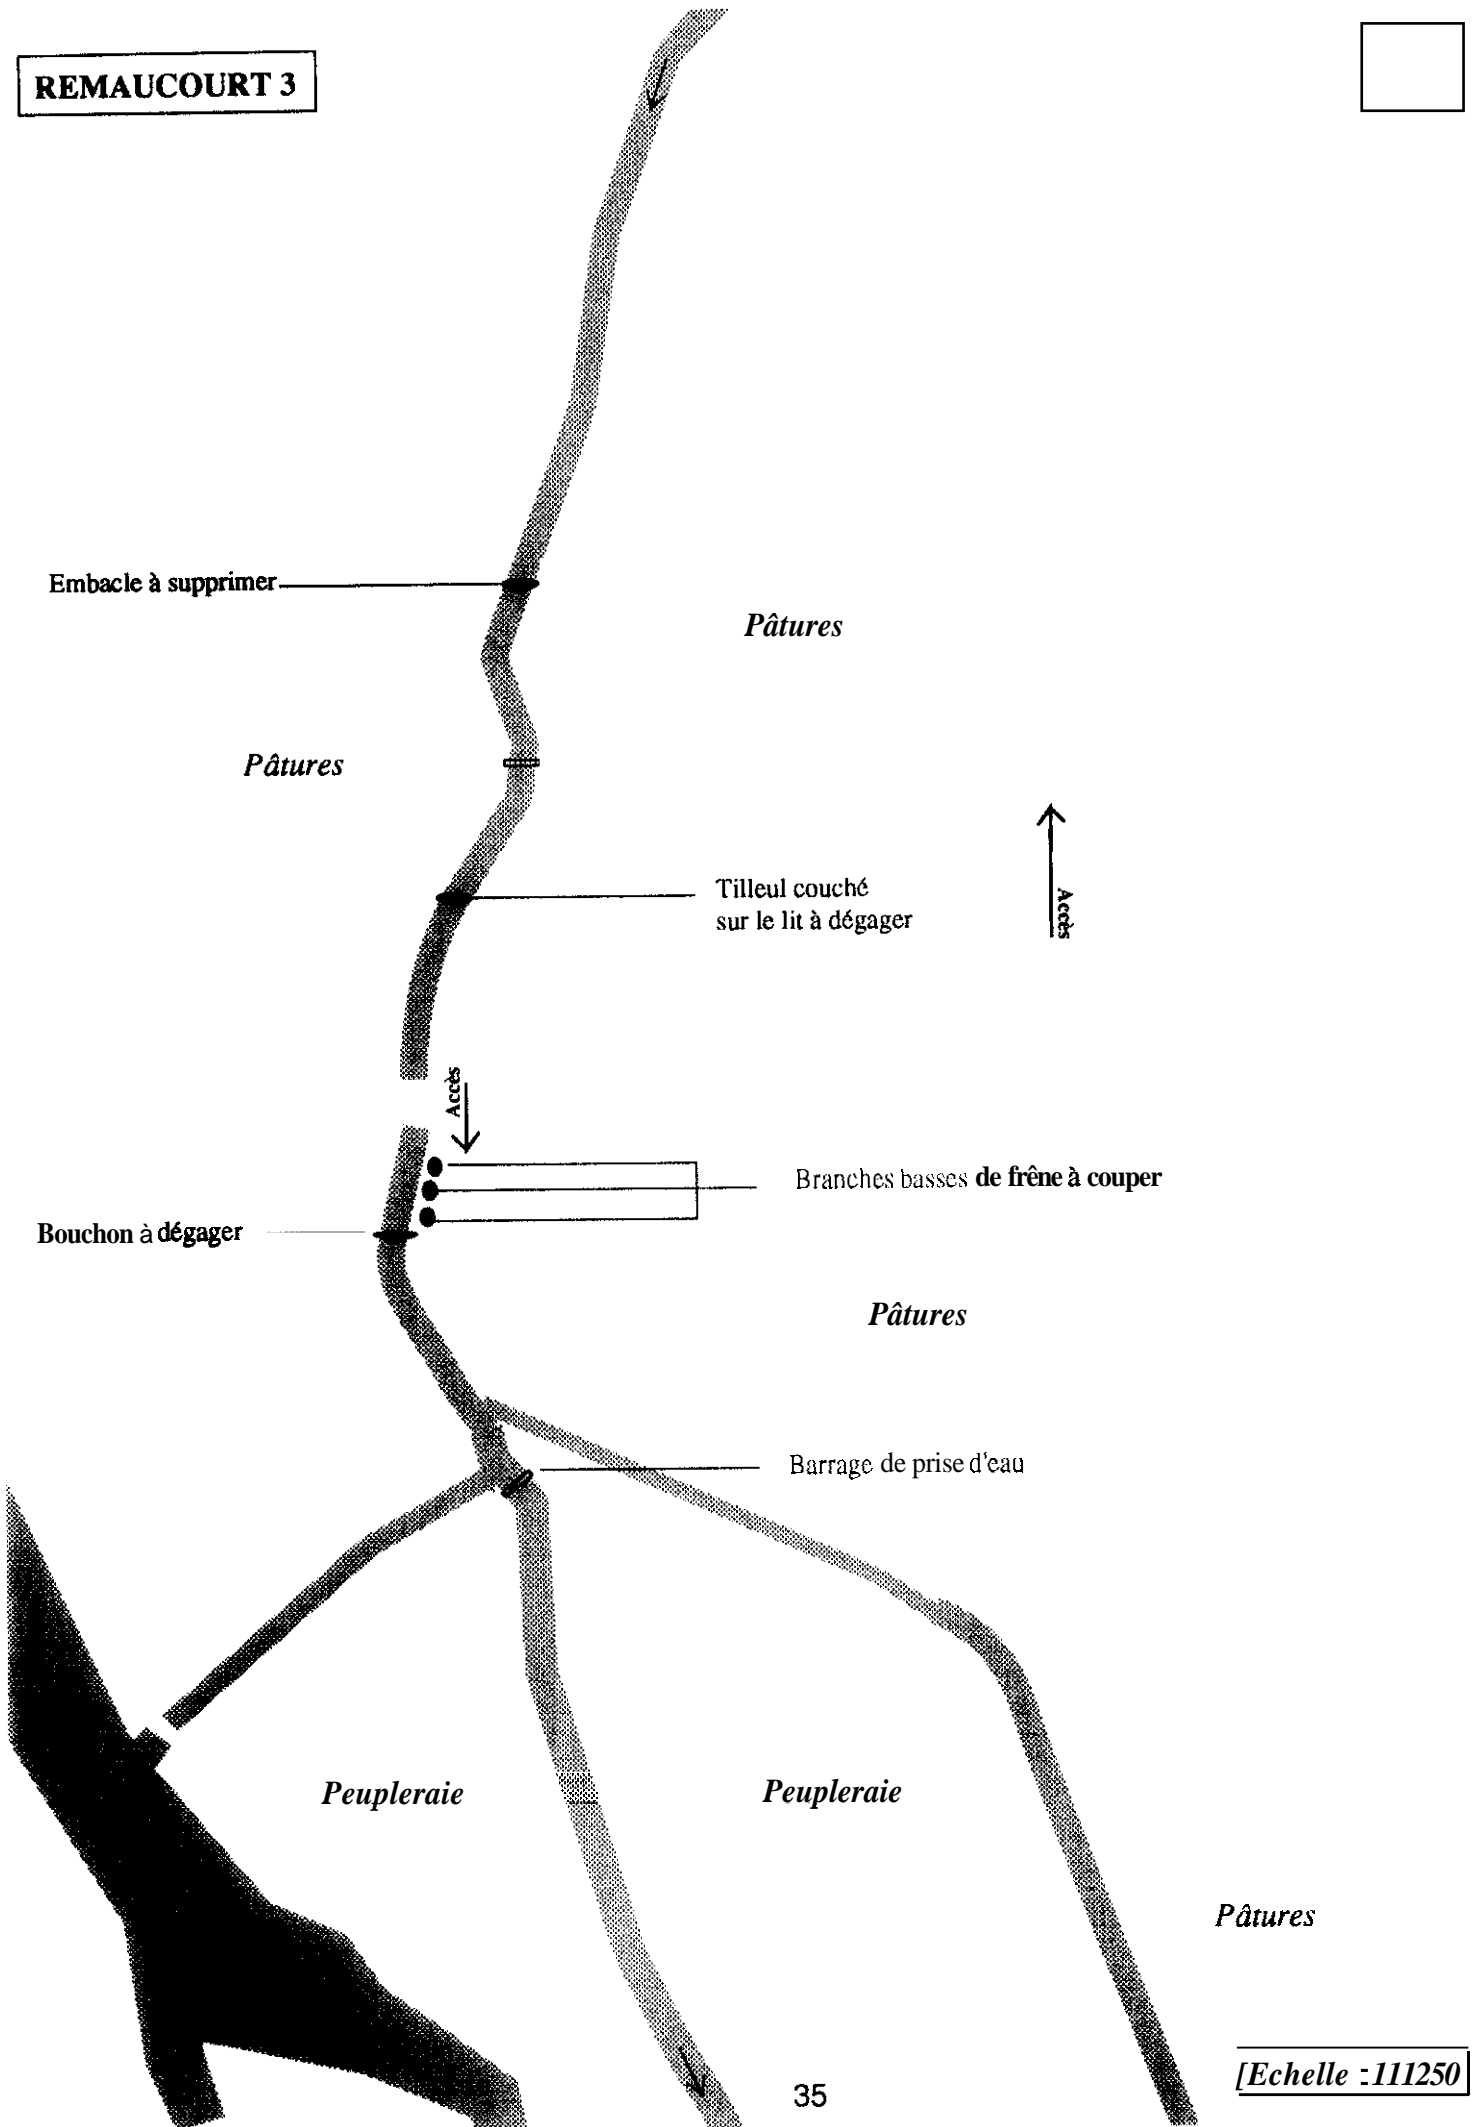 REMAUCOURT 3
Embacle à supprimer
Pâtures
Pâtures
Tilleul couché
sur le lit à dégager
Accès
Accès
Branches basses de frêne à couper
Bouchon à dégager
Pâtures
Barrage de prise d'eau
Peupleraie
Peupleraie
Pâtures
[Echelle :111250
35